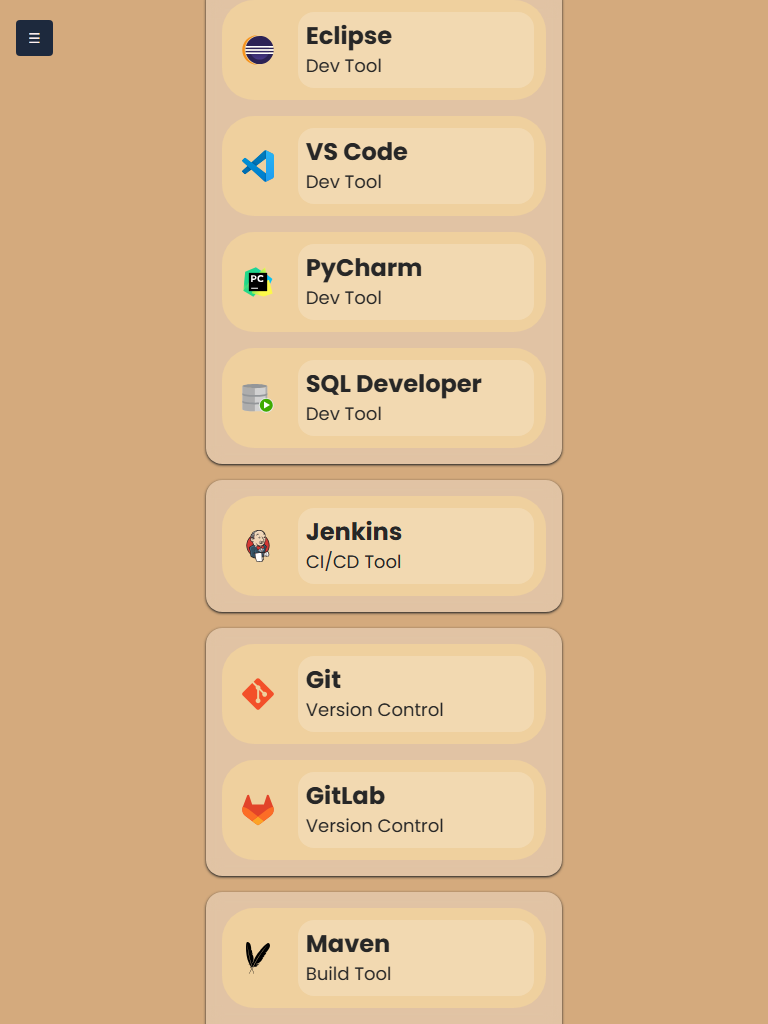 ☰
Eclipse
Dev Tool
VS Code
Dev Tool
PC
PyCharm
Dev Tool
SQL Developer
Dev Tool
Jenkins
CI/CD Tool
Git
Version Control
GitLab
Version Control
Maven
Build Tool